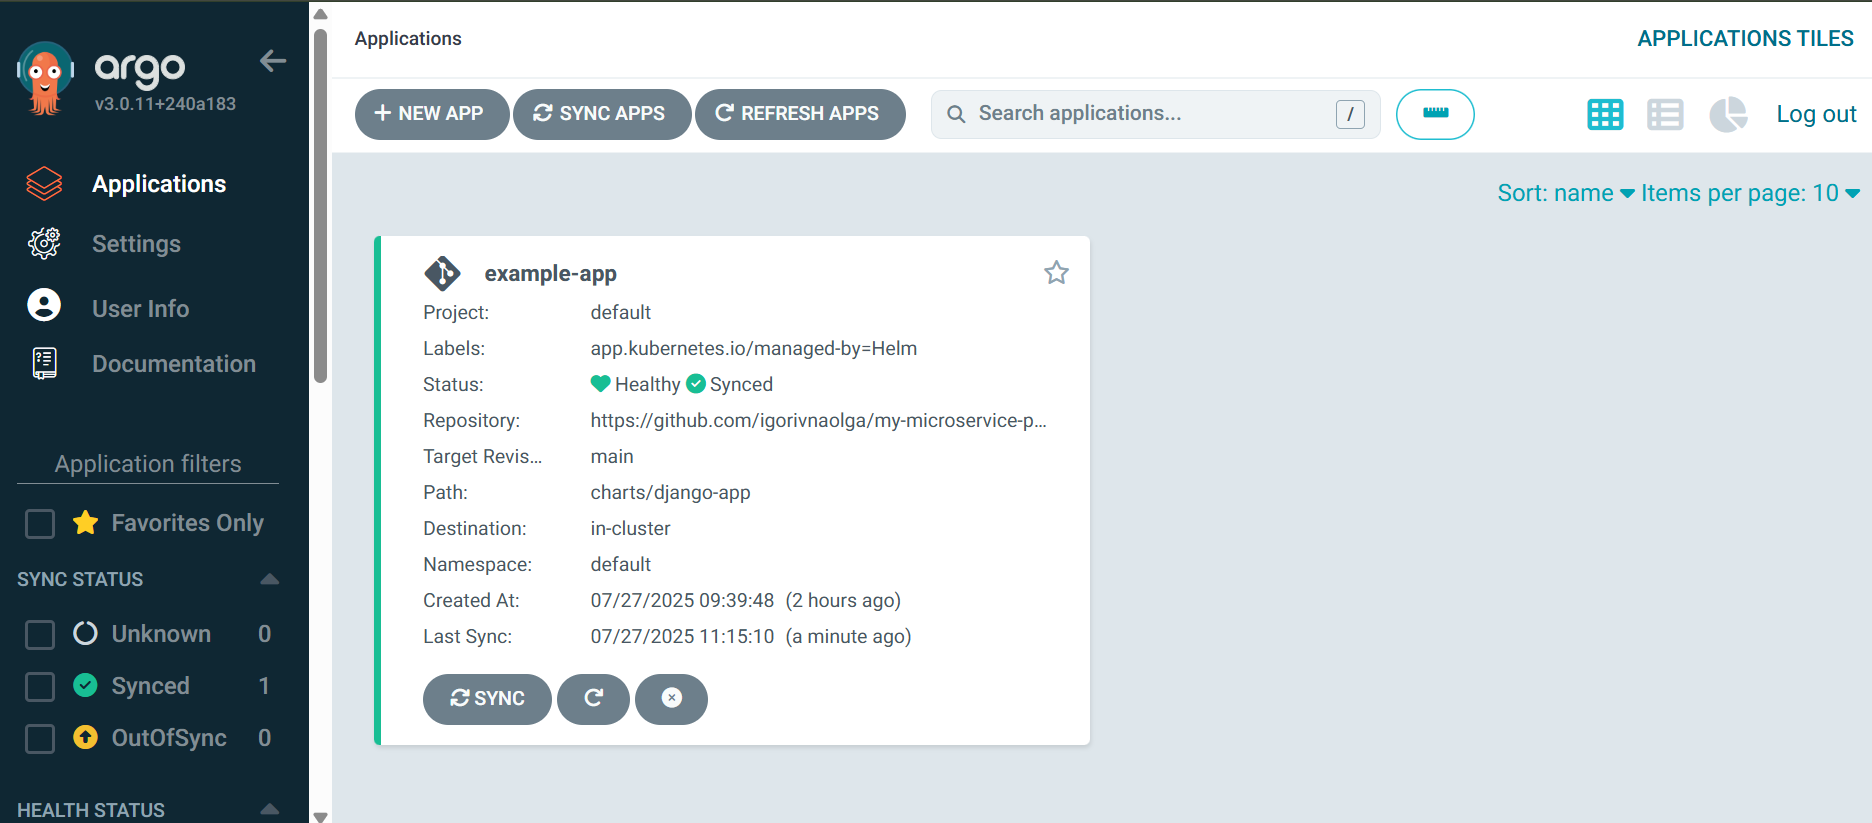 argo
v3.0.11+240a183
Applications
Settings
User Info
Documentation
Application filters
Favorites Only
SYNC STATUS
Unknown 0
Synced 1
OutOfSync 0
HEALTH STATUS
Applications
APPLICATIONS TILES
NEW APP SYNC APPS REFRESH APPS Search applications... / Log out
Sort: name Items per page: 10
example-app
Project: default
Labels: app.kubernetes.io/managed-by=Helm
Status: Healthy Synced
Repository: https://github.com/igorivnaolga/my-microservice-p...
Target Revis... main
Path: charts/django-app
Destination: in-cluster
Namespace: default
Created At: 07/27/2025 09:39:48 (2 hours ago)
Last Sync: 07/27/2025 11:15:10 (a minute ago)
SYNC